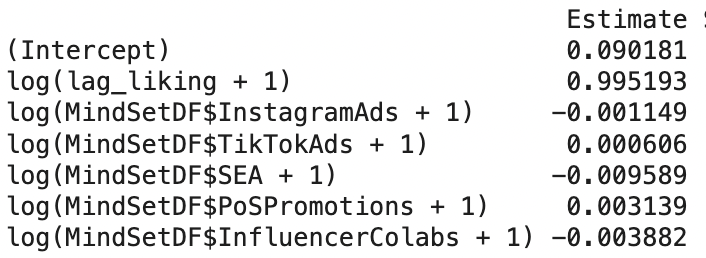 Estimate
(Intercept) 0.090181
log(lag_liking + 1) 0.995193
log(MindSetDF$InstagramAds + 1) -0.001149
log(MindSetDF$TikTokAds + 1) 0.000606
log(MindSetDF$SEA + 1) -0.009589
log(MindSetDF$PoSPromotions + 1) 0.003139
log(MindSetDF$InfluencerColabs + 1) -0.003882